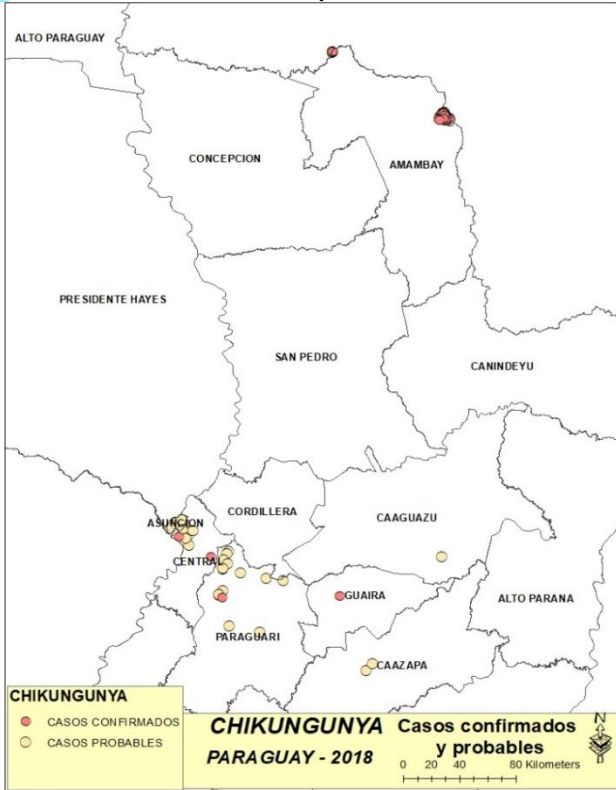 ALTO PARAGUAY
CONCEPCION
AMAMBAY
PRESIDENTE HAYES
SAN PEDRO
CANINDEYU
CORDILLERA
ASUNCION
CAAGUAZU
CENTRAL
GUAIRA
ALTO PARANA
PARAGUARI
CAAZAPA
CHIKUNGUNYA
CASOS CONFIRMADOS
CASOS PROBABLES
CHIKUNGUNYA
PARAGUAY - 2018
Casos confirmados
y probables
0 20 40 80 Kilometers
N